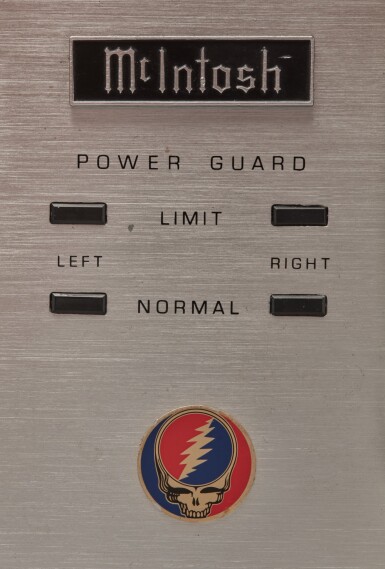 McIntosh
POWER GUARD
LIMIT
LEFT RIGHT
NORMAL